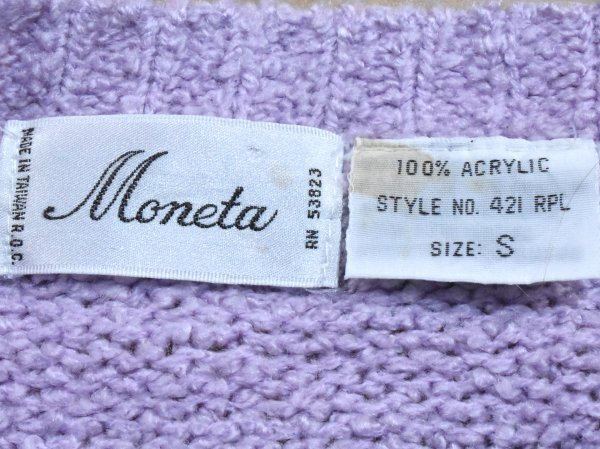 MADE IN TAIWAN R.O.C.
Moneta
RN 53823
100% ACRYLIC
STYLE NO. 421 RPL
SIZE: S